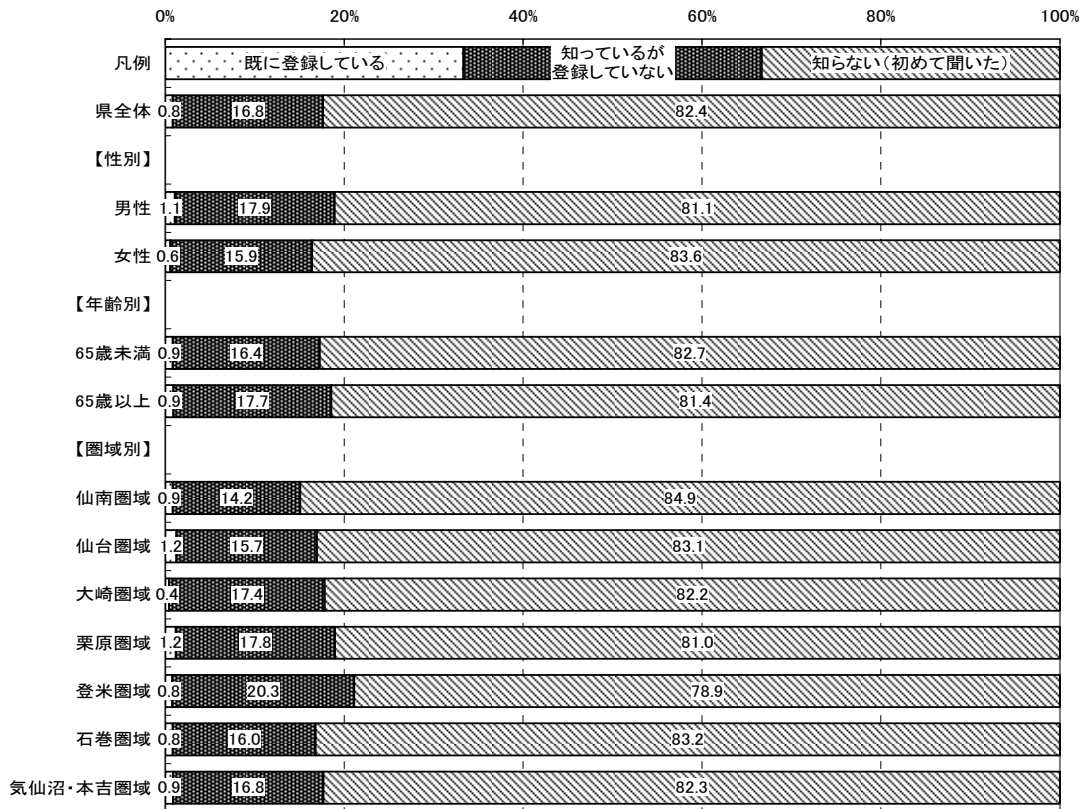 0% 20% 40% 60% 80% 100%
凡例 既に登録している 知っているが 知らない(初めて聞いた)
登録していない
県全体 0.8 16.8 82.4
【性別】
男性 1.1 17.9 81.1
女性 0.6 15.9 83.6
【年齢別】
65歳未満 0.9 16.4 82.7
65歳以上 0.9 17.7 81.4
【圏域別】
仙南圏域 0.9 14.2 84.9
仙台圏域 1.2 15.7 83.1
大崎圏域 0.4 17.4 82.2
栗原圏域 1.2 17.8 81.0
登米圏域 0.8 20.3 78.9
石巻圏域 0.8 16.0 83.2
気仙沼・本吉圏域 0.9 16.8 82.3